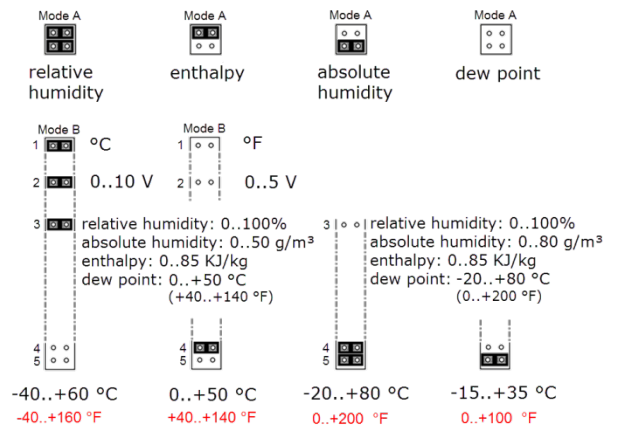 Mode A Mode A Mode A Mode A
relative humidity
enthalpy
absolute humidity
dew point
Mode B Mode B
1 °C 1 °F
2 0..10 V 2 0..5 V
3 relative humidity: 0..100%
absolute humidity: 0..50 g/m³
enthalpy: 0..85 KJ/kg
dew point: 0..+50 °C
(+40..+140 °F)
3 relative humidity: 0..100%
absolute humidity: 0..80 g/m³
enthalpy: 0..85 KJ/kg
dew point: -20..+80 °C
(0..+200 °F)
4 4
5 5
-40..+60 °C 0..+50 °C -20..+80 °C -15..+35 °C
-40..+160 °F +40..+140 °F 0..+200 °F 0..+100 °F